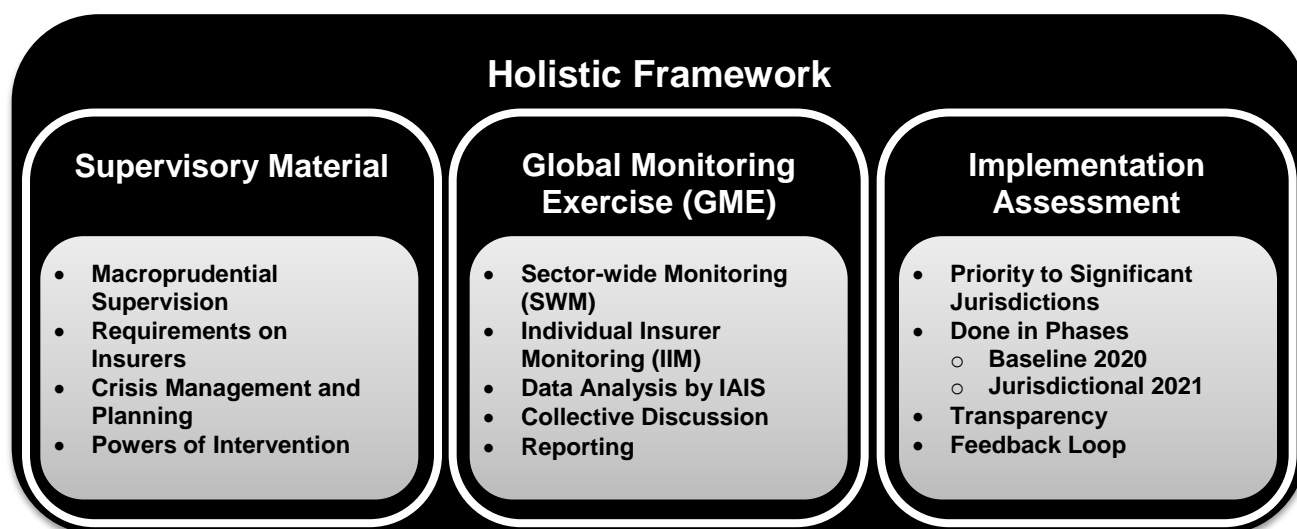 Holistic Framework
Supervisory Material
• Macroprudential
Supervision
• Requirements on
Insurers
• Crisis Management and
Planning
• Powers of Intervention
Global Monitoring
Exercise (GME)
• Sector-wide Monitoring
(SWM)
• Individual Insurer
Monitoring (IIM)
• Data Analysis by IAIS
• Collective Discussion
• Reporting
Implementation
Assessment
• Priority to Significant
Jurisdictions
• Done in Phases
o Baseline 2020
o Jurisdictional 2021
• Transparency
• Feedback Loop